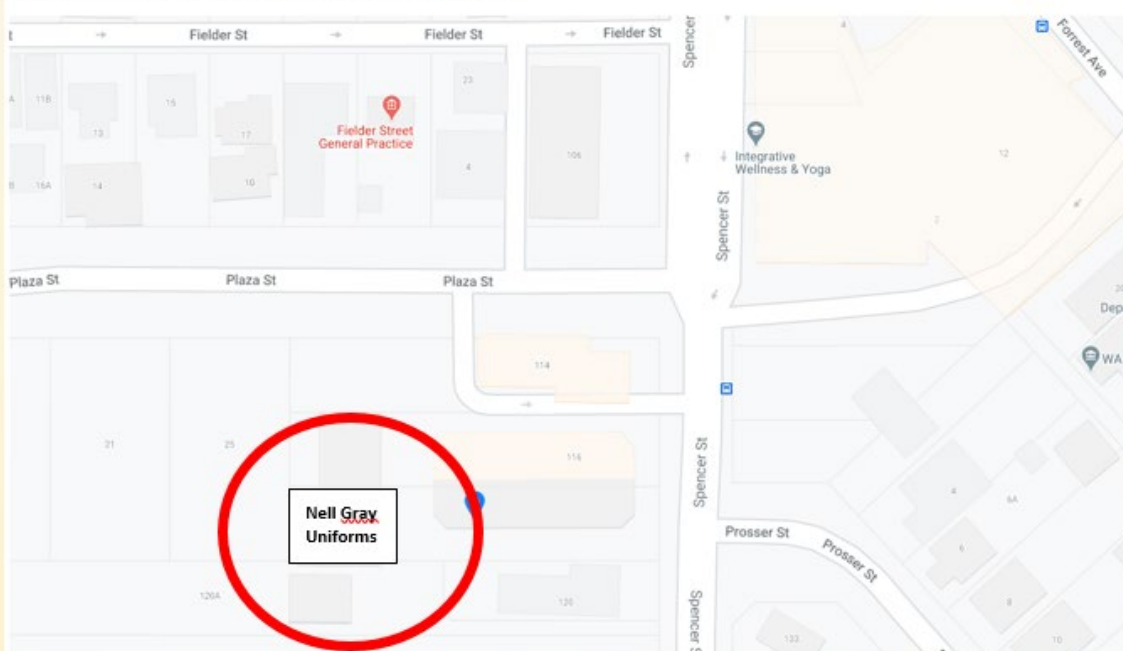 Fielder St
Fielder St
Fielder St
Spencer
4
Forrest Ave
11B
13
15
17
23
Fielder Street
General Practice
106
4
16A
14
10
Integrative
Wellness & Yoga
12
2
Spencer St
Plaza St
Plaza St
Plaza St
Dep
WA
114
21
25
116
Spencer St
Nell Gray
Uniforms
4
6A
6
8
10
Prosser St
Prosser St
120A
120
Spencer S
133